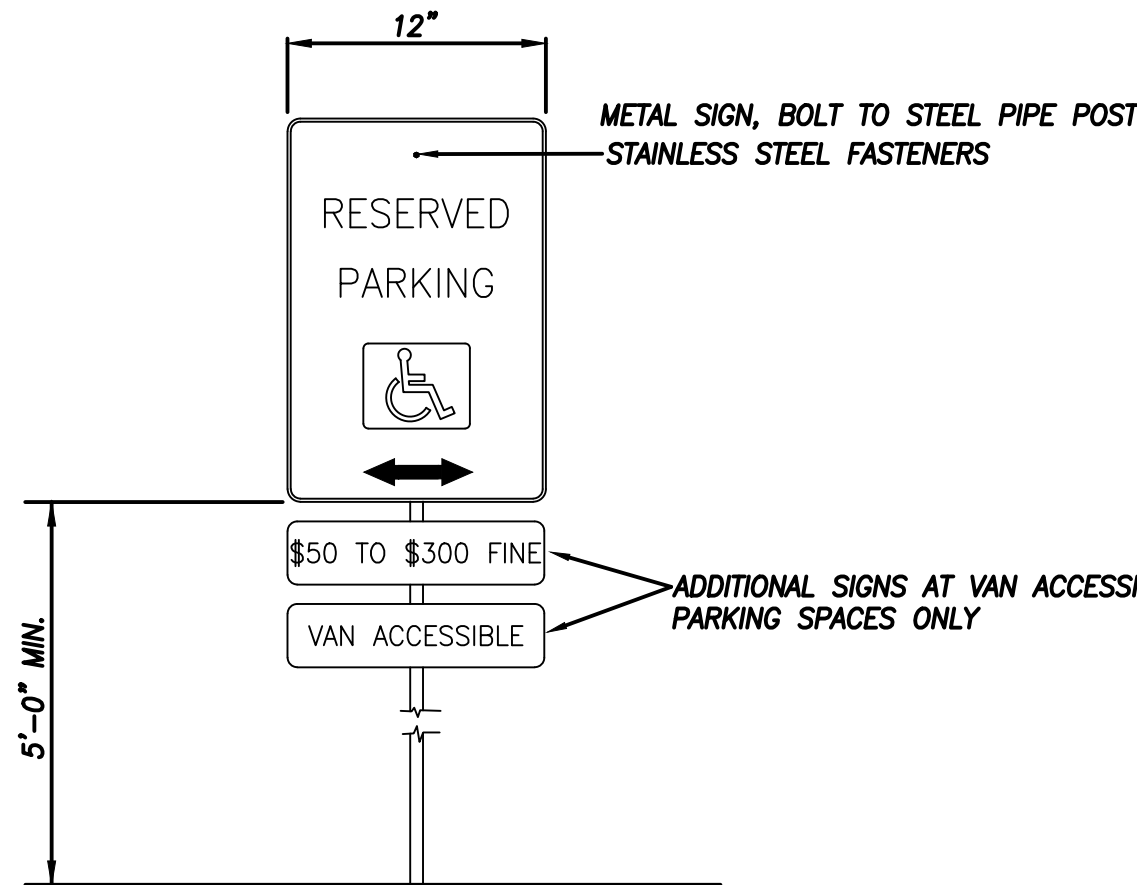 12"
METAL SIGN, BOLT TO STEEL PIPE POST
STAINLESS STEEL FASTENERS
RESERVED
PARKING
$50 TO $300 FINE
ADDITIONAL SIGNS AT VAN
PARKING SPACES ONLY
VAN ACCESSIBLE
5'-0" MIN.